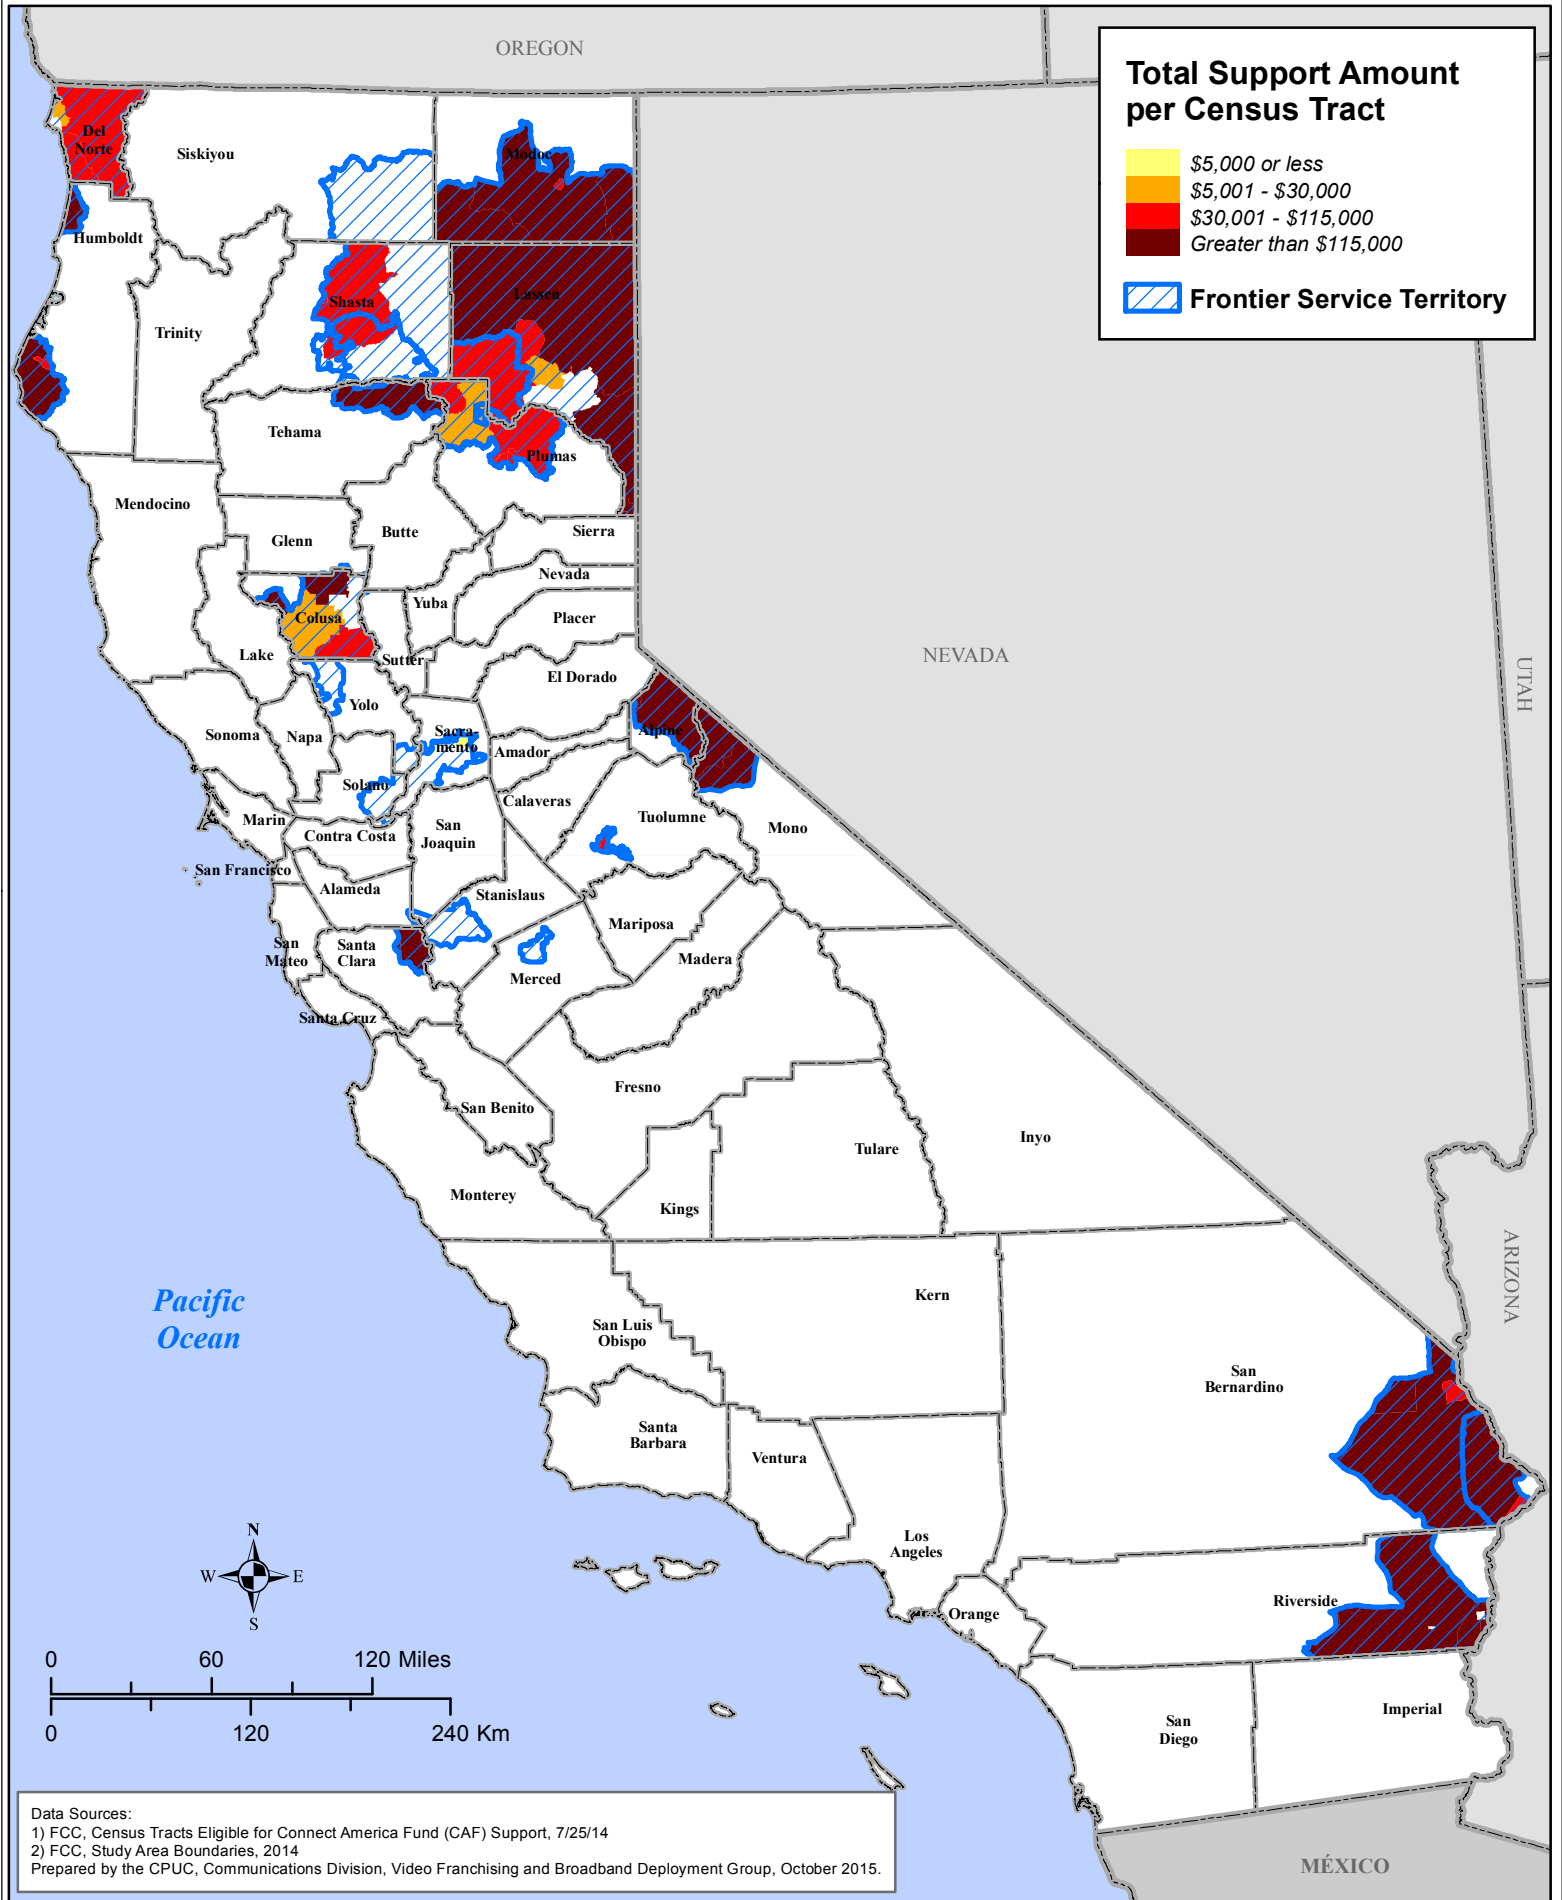 OREGON
Total Support Amount
per Census Tract
$5,000 or less
$5,001 - $30,000
$30,001 - $115,000
Greater than $115,000
Frontier Service Territory
Del
Norte
Siskiyou
Modoc
Humboldt
Trinity
Shasta
Lassen
Tehama
Plumas
Mendocino
Glenn
Butte
Sierra
Nevada
Yuba
Placer
Colusa
Lake
Sutter
El Dorado
NEVADA
UTAH
Yolo
Sonoma
Napa
Sacra-
mento
Amador
Alpine
Solano
Calaveras
Marin
Contra Costa
San
Joaquin
Tuolumne
Mono
San Francisco
Alameda
Stanislaus
Mariposa
San
Mateo
Santa
Clara
Merced
Madera
Santa Cruz
Fresno
San Benito
Inyo
Tulare
Monterey
Kings
ARIZONA
Pacific
Ocean
Kern
San Luis
Obispo
San
Bernardino
Santa
Barbara
Ventura
Los
Angeles
N
W
E
S
Riverside
Orange
0 60 120 Miles
0 120 240 Km
San
Diego
Imperial
MÉXICO
Data Sources:
1) FCC, Census Tracts Eligible for Connect America Fund (CAF) Support, 7/25/14
2) FCC, Study Area Boundaries, 2014
Prepared by the CPUC, Communications Division, Video Franchising and Broadband Deployment Group, October 2015.